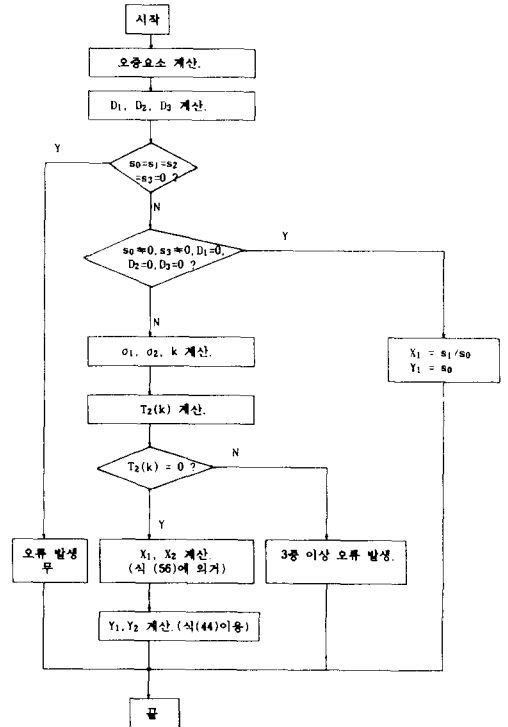 시작
오증요소 계산.
D₁, D₂, D₃ 계산.
Y
s₀=s₁=s₂
=s₃=0 ?
N
s₀≠0, s₃≠0, D₁=0,
D₂=0, D₃=0 ?
Y
N
σ₁, σ₂, k 계산.
X₁ = s₁/s₀
Y₁ = s₀
T₂(k) 계산.
T₂(k) = 0 ?
N
Y
오류 발생
무
X₁, X₂ 계산.
(식 (56)에 의거)
3중 이상 오류 발생.
Y₁, Y₂ 계산. (식(44)이용)
끝